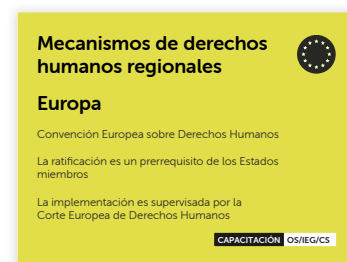 Mecanismos de derechos
humanos regionales
Europa
Convención Europea sobre Derechos Humanos
La ratificación es un prerrequisito de los Estados
miembros
La implementación es supervisada por la
Corte Europea de Derechos Humanos
CAPACITACIÓN OS/IEG/CS